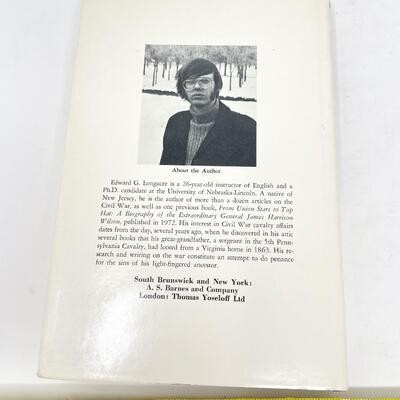 About the Author
Edward G. Longacre is a 26-year-old instructor of English and a
Ph.D. candidate at the University of Nebraska-Lincoln. A native of
New Jersey, he is the author of more than a dozen articles on the
Civil War, as well as one previous book, From Union Stars to Top
Hat: A Biography of the Extraordinary General James Harrison
Wilson, published in 1972. His interest in Civil War cavalry affairs
dates from the day, several years ago, when he discovered in his attic
several books that his great-grandfather, a sergeant in the 5th Penn-
sylvania Cavalry, had looted from a Virginia home in 1863. His re-
search and writing on the war constitute an attempt to do penance
for the sins of his light-fingered ancestor.
South Brunswick and New York:
A. S. Barnes and Company
London: Thomas Yoseloff Ltd